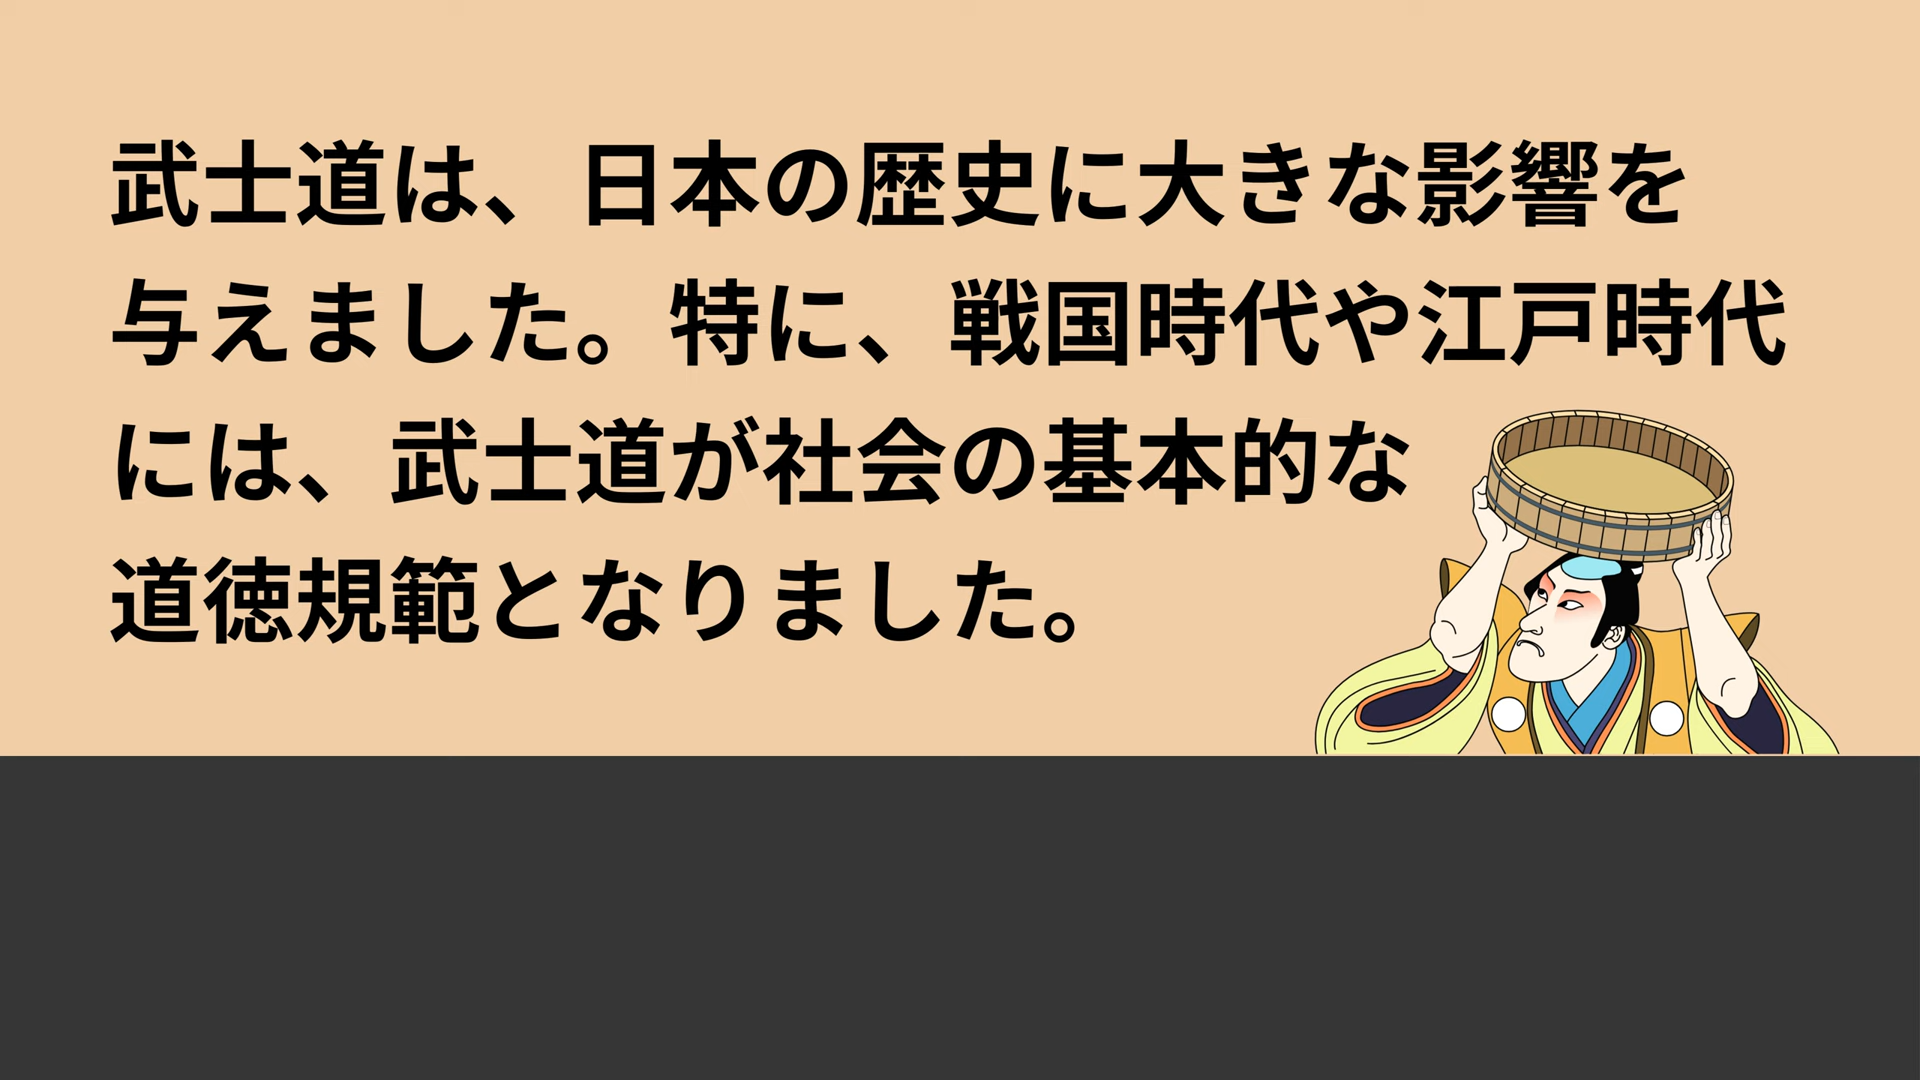 武士道は、日本の歴史に大きな影響を
与えました。特に、戦国時代や江戸時代
には、武士道が社会の基本的な
道徳規範となりました。